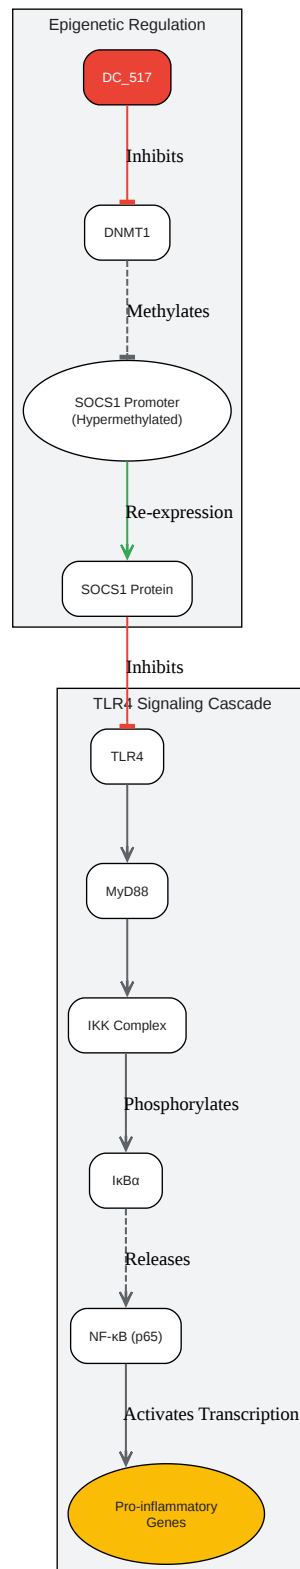 Epigenetic Regulation
DC_517
Inhibits
DNMT1
Methylates
SOCS1 Promoter
(Hypermethylated)
Re-expression
SOCS1 Protein
Inhibits
TLR4 Signaling Cascade
TLR4
MyD88
IKK Complex
Phosphorylates
IκBα
Releases
NF-κB (p65)
Activates Transcription
Pro-inflammatory
Genes